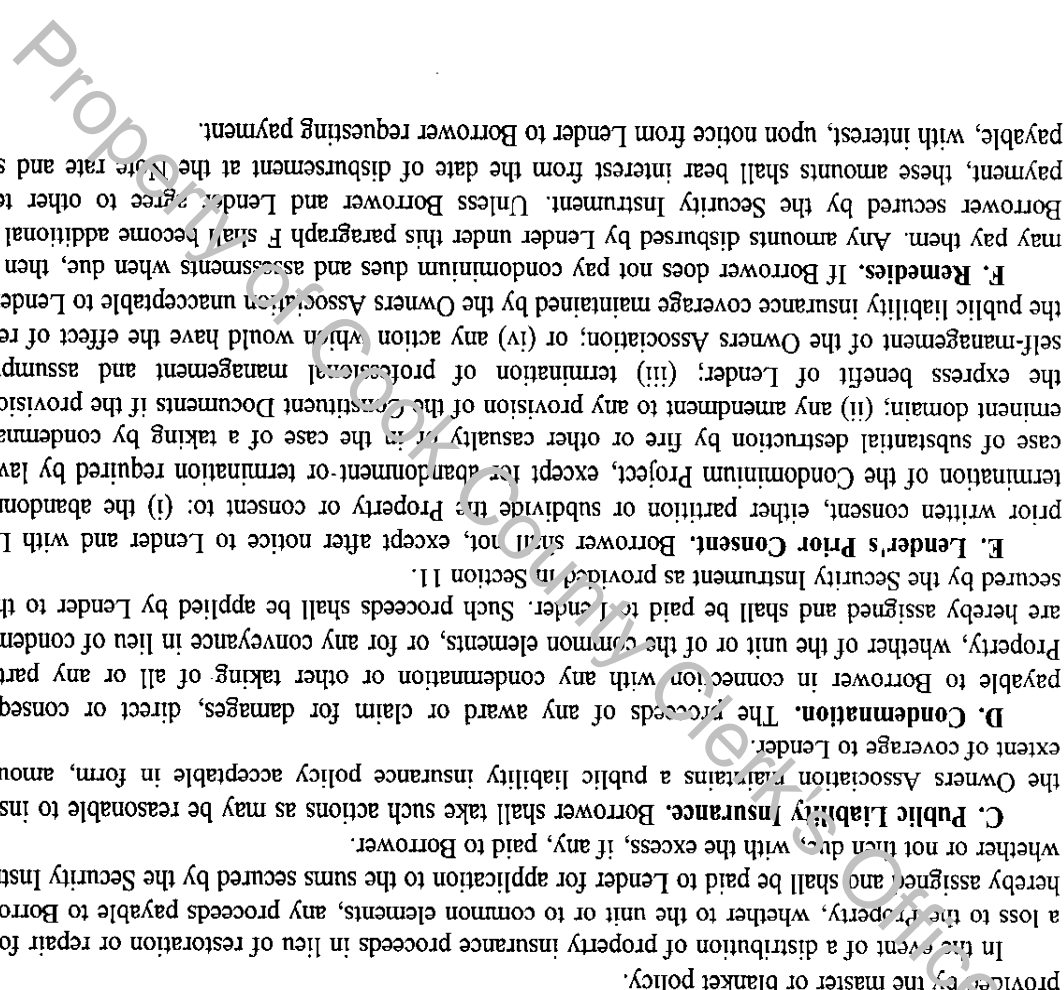 provided by the master or blanket policy.
In the event of a distribution of property insurance proceeds in lieu of restoration or repair fo
a loss to the Property, whether to the unit or to common elements, any proceeds payable to Borro
hereby assigned and shall be paid to Lender for application to the sums secured by the Security Inst
whether or not then due, with the excess, if any, paid to Borrower.
C. Public Liability Insurance. Borrower shall take such actions as may be reasonable to ins
the Owners Association maintains a public liability insurance policy acceptable in form, amou
extent of coverage to Lender.
D. Condemnation. The proceeds of any award or claim for damages, direct or conseq
payable to Borrower in connection with any condemnation or other taking of all or any part
Property, whether of the unit or of the common elements, or for any conveyance in lieu of condem
are hereby assigned and shall be paid to Lender. Such proceeds shall be applied by Lender to th
secured by the Security Instrument as provided in Section 11.
E. Lender's Prior Consent. Borrower shall not, except after notice to Lender and with L
prior written consent, either partition or subdivide the Property or consent to: (i) the abandonm
termination of the Condominium Project, except for abandonment or termination required by law
case of substantial destruction by fire or other casualty or in the case of a taking by condemna
eminent domain; (ii) any amendment to any provision of the Constituent Documents if the provisio
the express benefit of Lender; (iii) termination of professional management and assump
self-management of the Owners Association; or (iv) any action which would have the effect of re
the public liability insurance coverage maintained by the Owners Association unacceptable to Lende
F. Remedies. If Borrower does not pay condominium dues and assessments when due, then
may pay them. Any amounts disbursed by Lender under this paragraph F shall become additional
Borrower secured by the Security Instrument. Unless Borrower and Lender agree to other te
payment, these amounts shall bear interest from the date of disbursement at the Note rate and s
payable, with interest, upon notice from Lender to Borrower requesting payment.
Property of Cook County Clerk's Office